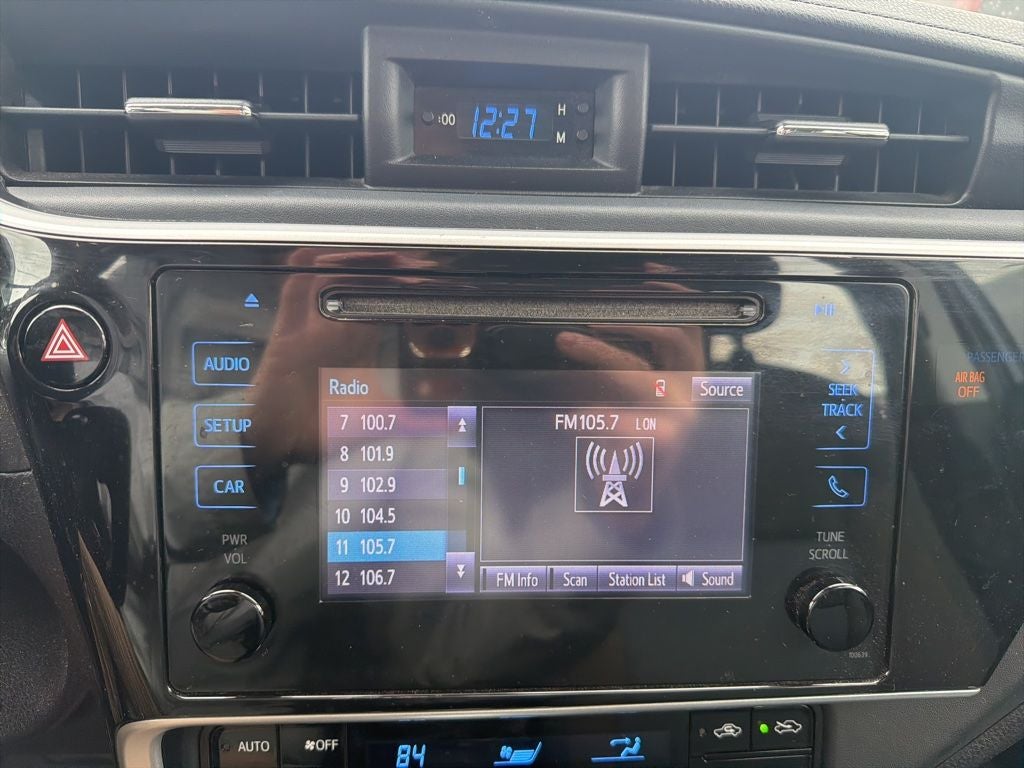 :00 12:27 H
M
AUDIO
SETUP
CAR
PWR
VOL
Radio
Source
7 100.7
8 101.9
9 102.9
10 104.5
11 105.7
12 106.7
FM105.7 LON
FM Info Scan Station List Sound
SEEK
TRACK
TUNE
SCROLL
100639
PASSENGER
AIR BAG
OFF
AUTO
OFF
84